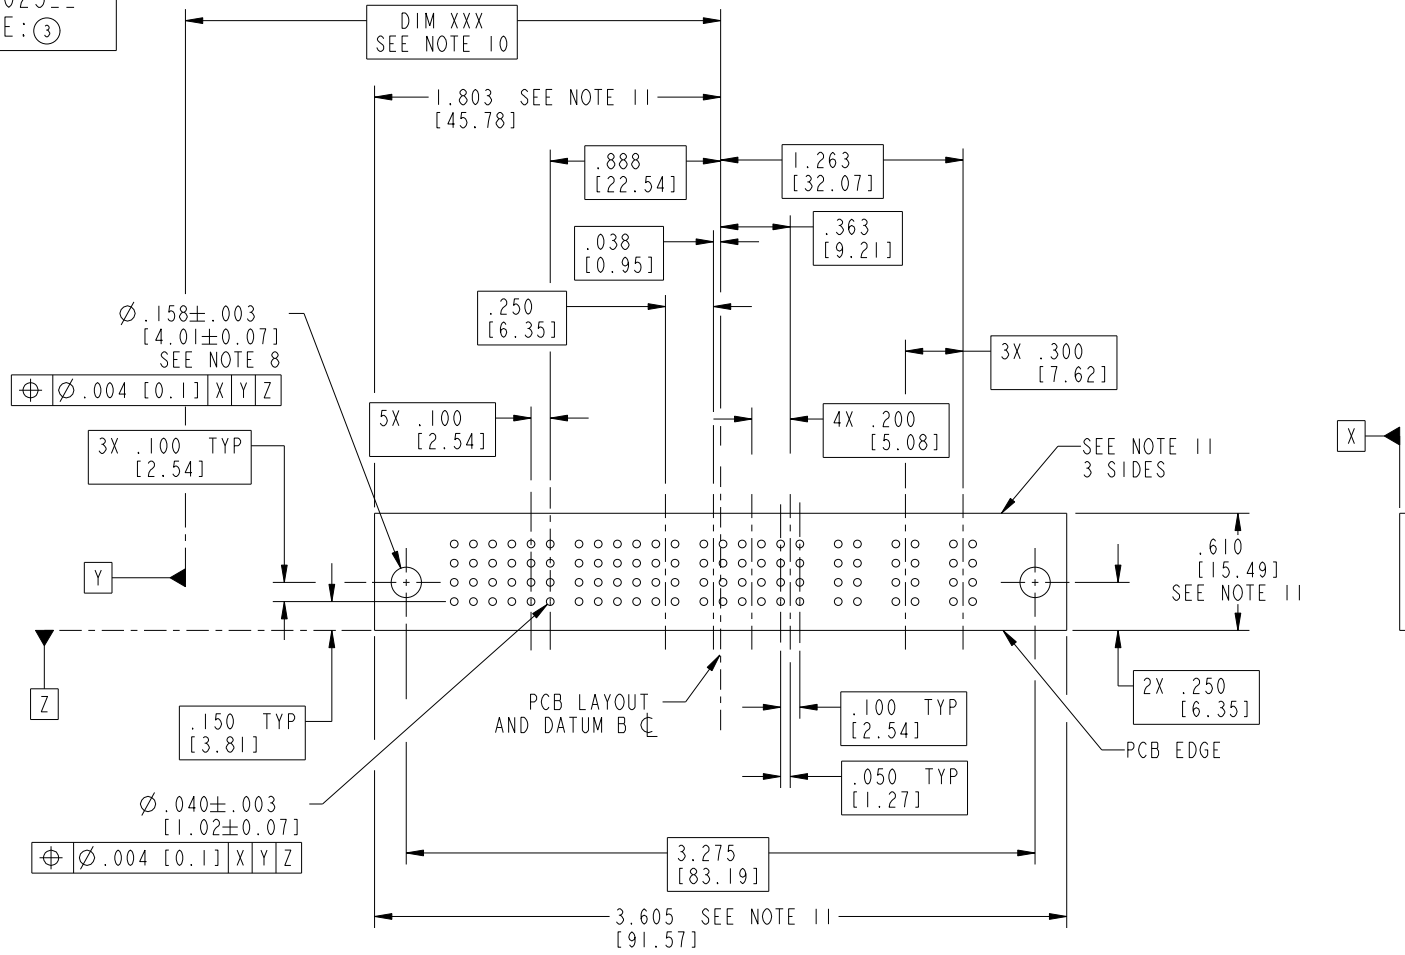 E: 3
DIM XXX
SEE NOTE 10
1.803 SEE NOTE 11
[45.78]
.888
[22.54]
1.263
[32.07]
.363
[9.21]
.038
[0.95]
.250
[6.35]
Ø.158±.003
[4.01±0.07]
SEE NOTE 8
⌖ Ø.004 [0.1] X Y Z
3X .300
[7.62]
5X .100
[2.54]
4X .200
[5.08]
3X .100 TYP
[2.54]
X
SEE NOTE 11
3 SIDES
Y
.610
[15.49]
SEE NOTE 11
Z
2X .250
[6.35]
PCB LAYOUT
AND DATUM B ℄
.100 TYP
[2.54]
.150 TYP
[3.81]
PCB EDGE
.050 TYP
[1.27]
Ø.040±.003
[1.02±0.07]
⌖ Ø.004 [0.1] X Y Z
3.275
[83.19]
3.605 SEE NOTE 11
[91.57]